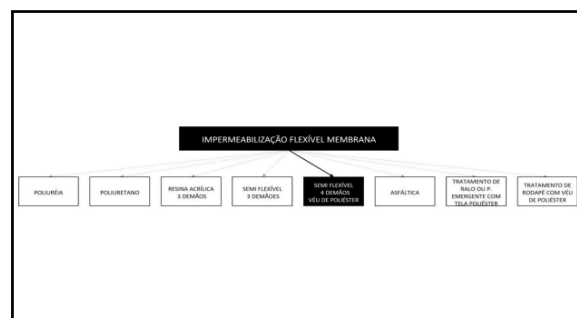 IMPERMEABILIZAÇÃO FLEXÍVEL MEMBRANA
POLIURÉIA
POLIURETANO
RESINA ACRÍLICA
3 DEMÃOS
SEMI FLEXÍVEL
3 DEMÃOES
SEMI FLEXÍVEL
4 DEMÃOS
VÉU DE POLIÉSTER
ASFÁLTICA
TRATAMENTO DE
RALO OU P.
EMERGENTE COM
TELA POLIÉSTER
TRATAMENTO DE
RODAPÉ COM VÉU
DE POLIÉSTER